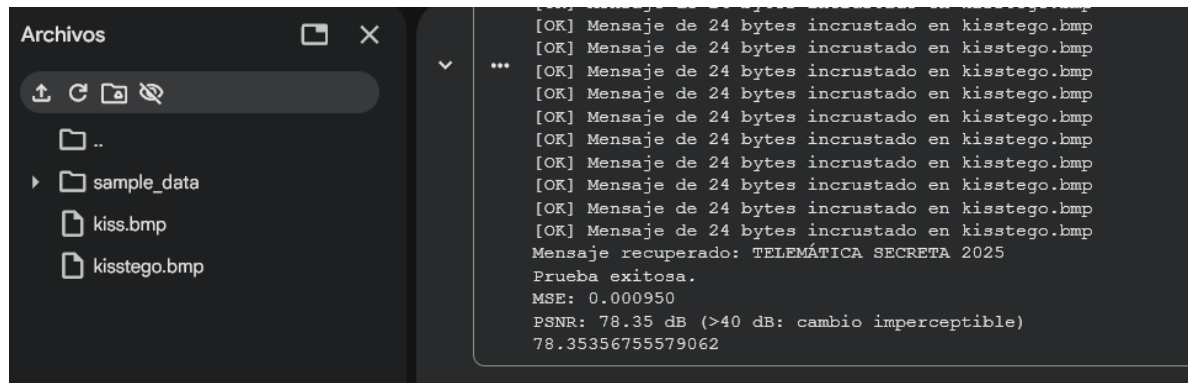 Archivos
..
sample_data
kiss.bmp
kisstego.bmp
[OK] Mensaje de 24 bytes incrustado en kisstego.bmp
[OK] Mensaje de 24 bytes incrustado en kisstego.bmp
[OK] Mensaje de 24 bytes incrustado en kisstego.bmp
[OK] Mensaje de 24 bytes incrustado en kisstego.bmp
[OK] Mensaje de 24 bytes incrustado en kisstego.bmp
[OK] Mensaje de 24 bytes incrustado en kisstego.bmp
[OK] Mensaje de 24 bytes incrustado en kisstego.bmp
[OK] Mensaje de 24 bytes incrustado en kisstego.bmp
[OK] Mensaje de 24 bytes incrustado en kisstego.bmp
[OK] Mensaje de 24 bytes incrustado en kisstego.bmp
Mensaje recuperado: TELEMÁTICA SECRETA 2025
Prueba exitosa.
MSE: 0.000950
PSNR: 78.35 dB (>40 dB: cambio imperceptible)
78.35356755579062